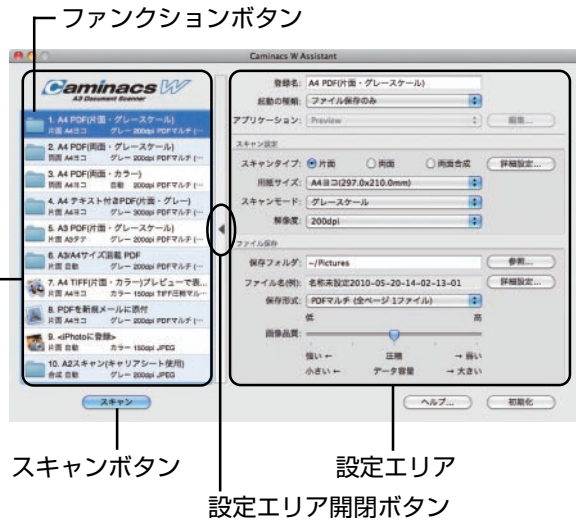 ファンクションボタン
Caminacs W Assistant
Caminacs W
A3 Document Scanner
1. A4 PDF(片面・グレースケール)
片面 A4ヨコ グレー 200dpi PDFマルチ (…
2. A4 PDF(両面・グレースケール)
両面 A4ヨコ グレー 200dpi PDFマルチ (…
3. A4 PDF(両面・カラー)
両面 A4ヨコ 自動 200dpi PDFマルチ (…
4. A4 テキスト付きPDF(片面・グレー)
片面 A4ヨコ グレー 300dpi PDFマルチ (…
5. A3 PDF(片面・グレースケール)
片面 A3タテ グレー 200dpi PDFマルチ (…
6. A3/A4サイズ混載 PDF
片面 自動 グレー 200dpi PDFマルチ (…
7. A4 TIFF(片面・カラー)プレビューで表...
片面 A4ヨコ カラー 150dpi TIFF圧縮マル…
8. PDFを新規メールに添付
片面 A4ヨコ グレー 200dpi PDFマルチ (…
9. <iPhotoに登録>
片面 自動 カラー 150dpi JPEG
10. A2スキャン(キャリアシート使用)
合成 自動 グレー 200dpi JPEG
スキャン
登録名: A4 PDF(片面・グレースケール)
起動の種類: ファイル保存のみ
アプリケーション: Preview 編集...
スキャン設定
スキャンタイプ: 片面 両面 両面合成 詳細設定...
用紙サイズ: A4ヨコ(297.0x210.0mm)
スキャンモード: グレースケール
解像度: 200dpi
ファイル保存
保存フォルダ: ~/Pictures 参照...
ファイル名(例): 名称未設定2010-05-20-14-02-13-01 詳細設定...
保存形式: PDFマルチ (全ページ 1ファイル)
低 高
画像品質:
強い ← 圧縮 → 弱い
小さい ← データ容量 → 大きい
ヘルプ... 初期化
スキャンボタン
設定エリア
設定エリア開閉ボタン